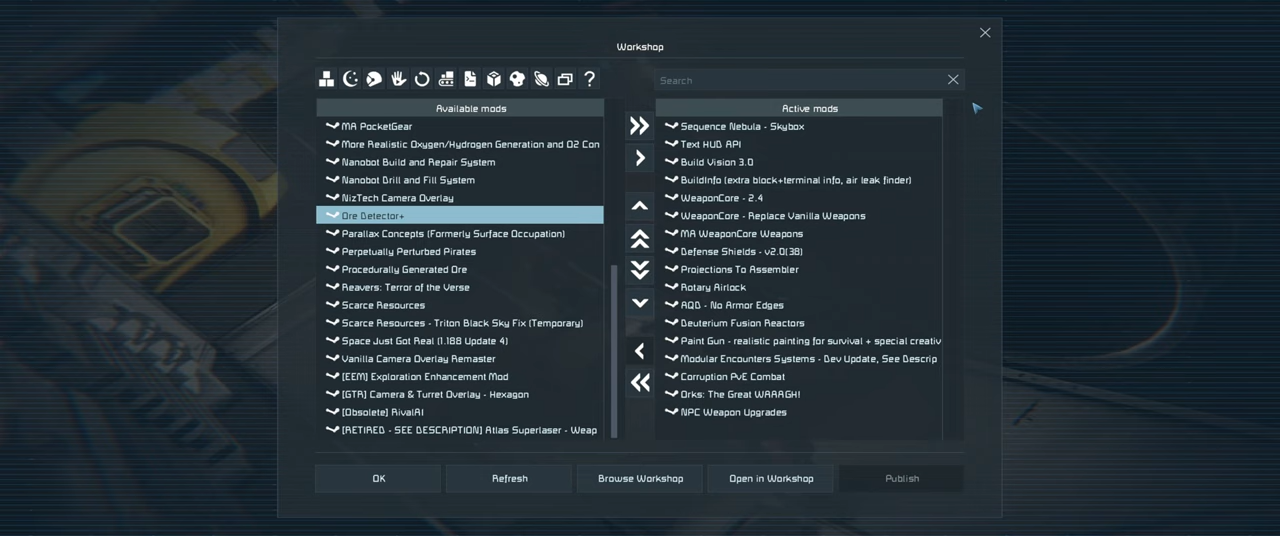 Workshop
Search
Available mods
MA PocketGear
More Realistic Oxygen/Hydrogen Generation and O2 Con
Nanobot Build and Repair System
Nanobot Drill and Fill System
NizTech Camera Overlay
Ore Detector+
Parallax Concepts (Formerly Surface Occupation)
Perpetually Perturbed Pirates
Procedurally Generated Ore
Reavers: Terror of the Verse
Scarce Resources
Scarce Resources - Triton Black Sky Fix (Temporary)
Space Just Got Real (1.188 Update 4)
Vanilla Camera Overlay Remaster
[EEM] Exploration Enhancement Mod
[GTR] Camera & Turret Overlay - Hexagon
[Obsolete] RivalAI
[RETIRED - SEE DESCRIPTION] Atlas Superlaser - Weap
Active mods
Sequence Nebula - Skybox
Text HUD API
Build Vision 3.0
BuildInfo (extra block+terminal info, air leak finder)
WeaponCore - 2.4
WeaponCore - Replace Vanilla Weapons
MA WeaponCore Weapons
Defense Shields - v2.0(38)
Projections To Assembler
Rotary Airlock
AQD - No Armor Edges
Deuterium Fusion Reactors
Paint Gun - realistic painting for survival + special creativ
Modular Encounters Systems - Dev Update, See Descrip
Corruption PvE Combat
Orks: The Great WAAAGH!
NPC Weapon Upgrades
OK
Refresh
Browse Workshop
Open in Workshop
Publish